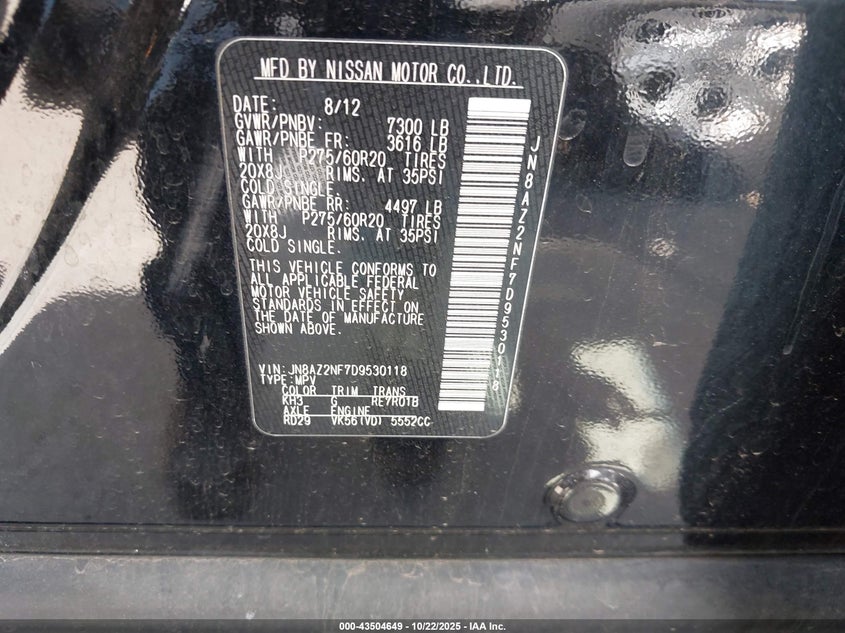 MFD BY NISSAN MOTOR CO.,LTD.
DATE: 8/12
GVWR/PNBV: 7300 LB
GAWR/PNBE FR: 3616 LB
WITH P275/60R20 TIRES
20X8J RIMS. AT 35PSI
COLD SINGLE.
GAWR/PNBE RR: 4497 LB
WITH P275/60R20 TIRES
20X8J RIMS. AT 35PSI
COLD SINGLE.
THIS VEHICLE CONFORMS TO
ALL APPLICABLE FEDERAL
MOTOR VEHICLE SAFETY
STANDARDS IN EFFECT ON
THE DATE OF MANUFACTURE
SHOWN ABOVE.
VIN: JN8AZ2NF7D9530118
TYPE: MPV
COLOR TRIM TRANS
KH3 G RE7R01B
AXLE ENGINE
RD29 VK56(VD) 5552CC
JN8AZ2NF7D9530118
000-43504649 - 10/22/2025 - IAA Inc.